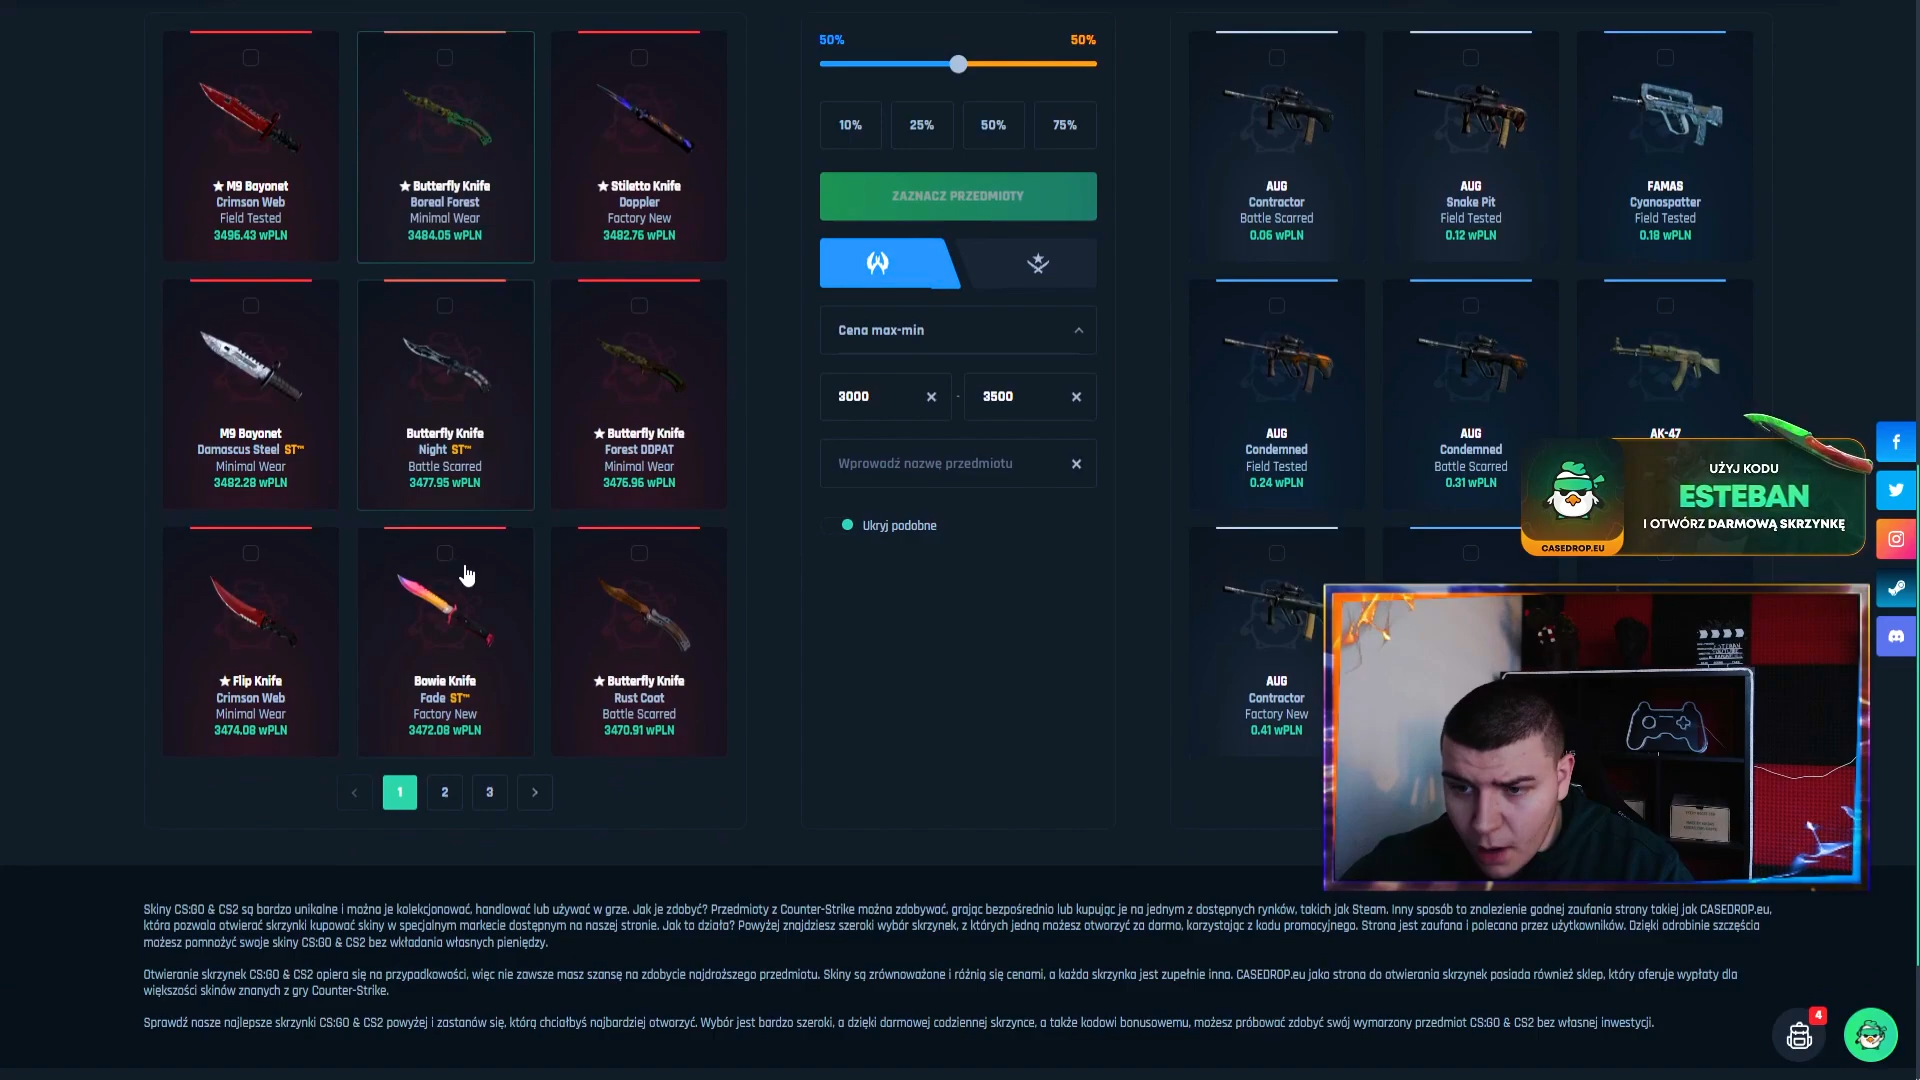 ★ M9 Bayonet
Crimson Web
Field Tested
3496.43 wPLN
★ Butterfly Knife
Boreal Forest
Minimal Wear
3484.05 wPLN
★ Stiletto Knife
Doppler
Factory New
3482.76 wPLN
M9 Bayonet
Damascus Steel ST™
Minimal Wear
3482.28 wPLN
Butterfly Knife
Night ST™
Battle Scarred
3477.95 wPLN
★ Butterfly Knife
Forest DDPAT
Minimal Wear
3476.96 wPLN
★ Flip Knife
Crimson Web
Minimal Wear
3474.08 wPLN
Bowie Knife
Fade ST™
Factory New
3472.08 wPLN
★ Butterfly Knife
Rust Coat
Battle Scarred
3470.91 wPLN
1 2 3
50% 50%
10% 25% 50% 75%
ZAZNACZ PRZEDMIOTY
Cena max-min
3000 - 3500
Wprowadź nazwę przedmiotu
Ukryj podobne
AUG
Contractor
Battle Scarred
0.06 wPLN
AUG
Snake Pit
Field Tested
0.12 wPLN
FAMAS
Cyanospatter
Field Tested
0.18 wPLN
AUG
Condemned
Field Tested
0.24 wPLN
AUG
Condemned
Battle Scarred
0.31 wPLN
AK-47
AUG
Contractor
Factory New
0.41 wPLN
UŻYJ KODU
ESTEBAN
I OTWÓRZ DARMOWĄ SKRZYNKĘ
CASEDROP.EU
Skiny CS:GO & CS2 są bardzo unikalne i można je kolekcjonować, handlować lub używać w grze. Jak je zdobyć? Przedmioty z Counter-Strike można zdobywać, grając bezpośrednio lub kupując je na jednym z dostępnych rynków, takich jak Steam. Inny sposób to znalezienie godnej zaufania strony takiej jak CASEDROP.eu,
która pozwala otwierać skrzynki kupować skiny w specjalnym markecie dostępnym na naszej stronie. Jak to działa? Powyżej znajdziesz szeroki wybór skrzynek, z których jedną możesz otworzyć za darmo, korzystając z kodu promocyjnego. Strona jest zaufana i polecana przez użytkowników. Dzięki odrobinie szczęścia
możesz pomnożyć swoje skiny CS:GO & CS2 bez wkładania własnych pieniędzy.
Otwieranie skrzynek CS:GO & CS2 opiera się na przypadkowości, więc nie zawsze masz szansę na zdobycie najdroższego przedmiotu. Skiny są zrównoważone i różnią się cenami, a każda skrzynka jest zupełnie inna. CASEDROP.eu jako strona do otwierania skrzynek posiada również sklep, który oferuje wypłaty dla
większości skinów znanych z gry Counter-Strike.
Sprawdź nasze najlepsze skrzynki CS:GO & CS2 powyżej i zastanów się, którą chciałbyś najbardziej otworzyć. Wybór jest bardzo szeroki, a dzięki darmowej codziennej skrzynce, a także kodowi bonusowemu, możesz próbować zdobyć swój wymarzony przedmiot CS:GO & CS2 bez własnej inwestycji.
4